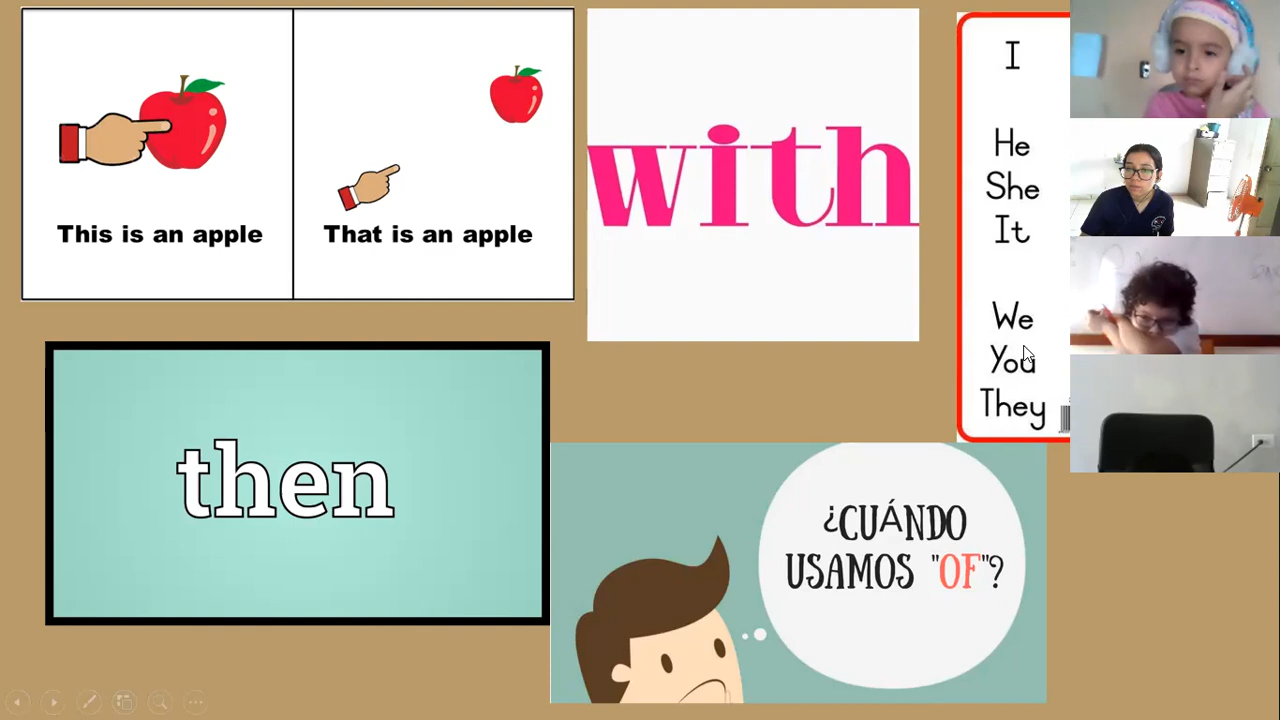 This is an apple
That is an apple
with
I
He
She
It
We
You
They
then
¿CUÁNDO
USAMOS "OF"?